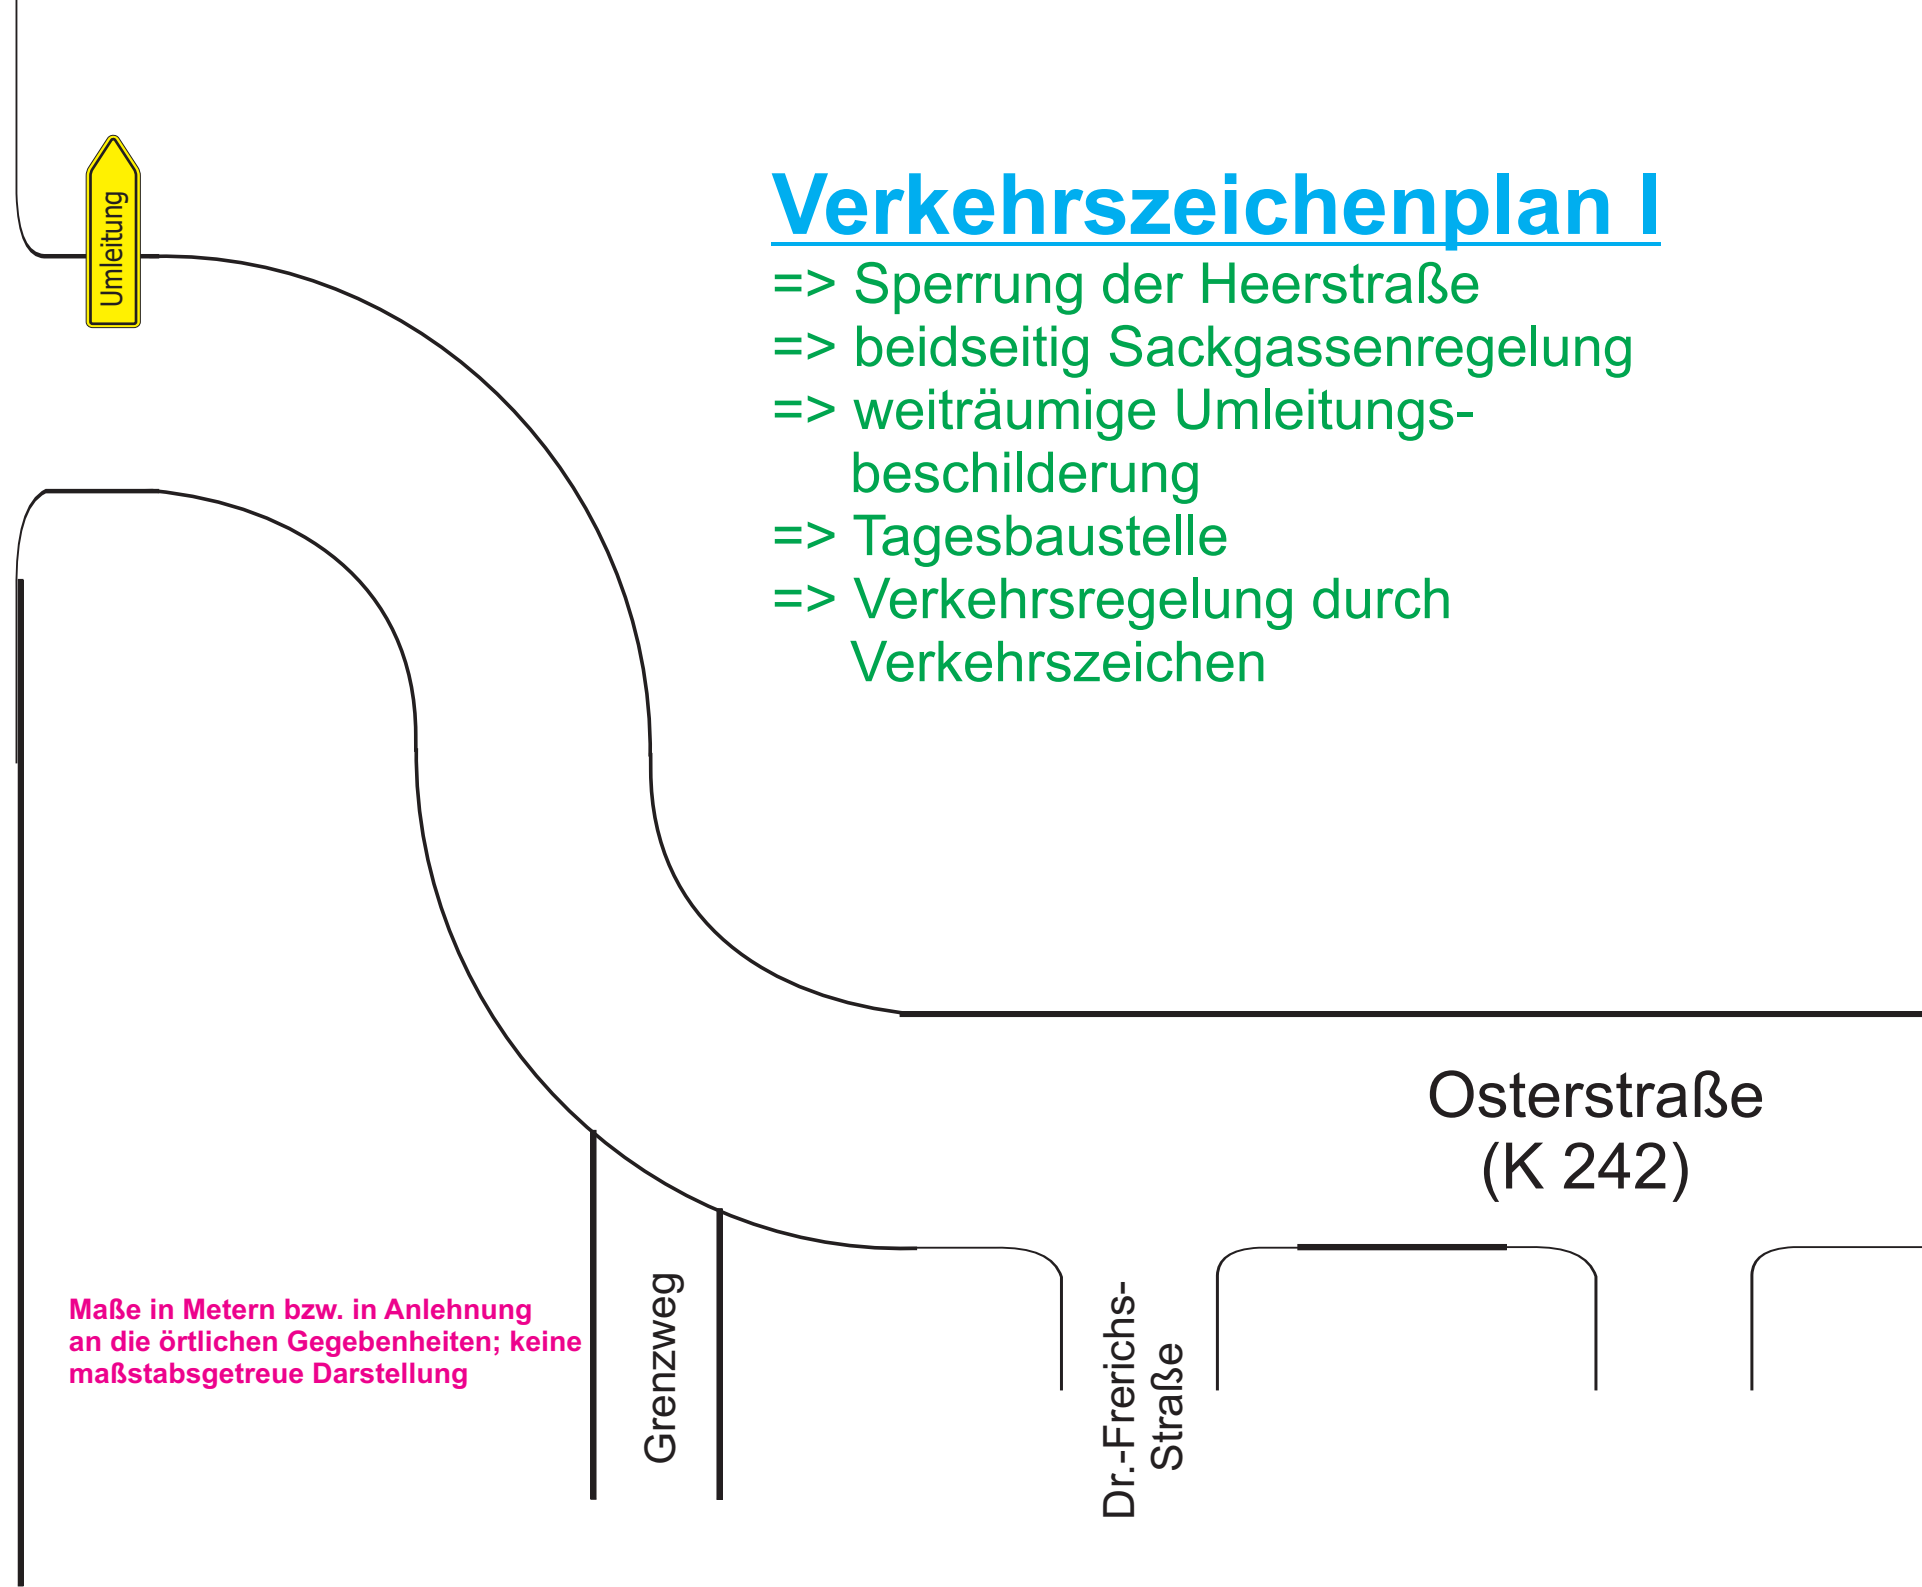 Umleitung
Verkehrszeichenplan I
=> Sperrung der Heerstraße
=> beidseitig Sackgassenregelung
=> weiträumige Umleitungs-
beschilderung
=> Tagesbaustelle
=> Verkehrsregelung durch
Verkehrszeichen
Osterstraße
(K 242)
Maße in Metern bzw. in Anlehnung
an die örtlichen Gegebenheiten; keine
maßstabsgetreue Darstellung
Grenzweg
Dr.-Frerichs-
Straße